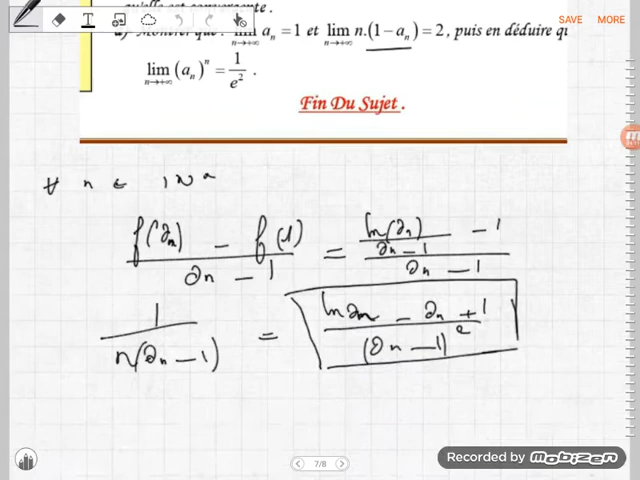 SAVE MORE
lim a_n = 1 et lim n.(1 − a_n) = 2, puis en déduire qu
n→+∞ n→+∞
lim (a_n)^n = 1/e^2 .
n→+∞
Fin Du Sujet .
∀ n ∈ IN*
(f(a_n) − f(1))/(a_n − 1) = (ln(a_n)/(a_n − 1) − 1)/(a_n − 1)
1/(n(a_n − 1)) = (ln a_n − a_n + 1)/(a_n − 1)^2
7/8
Recorded by Mobizen